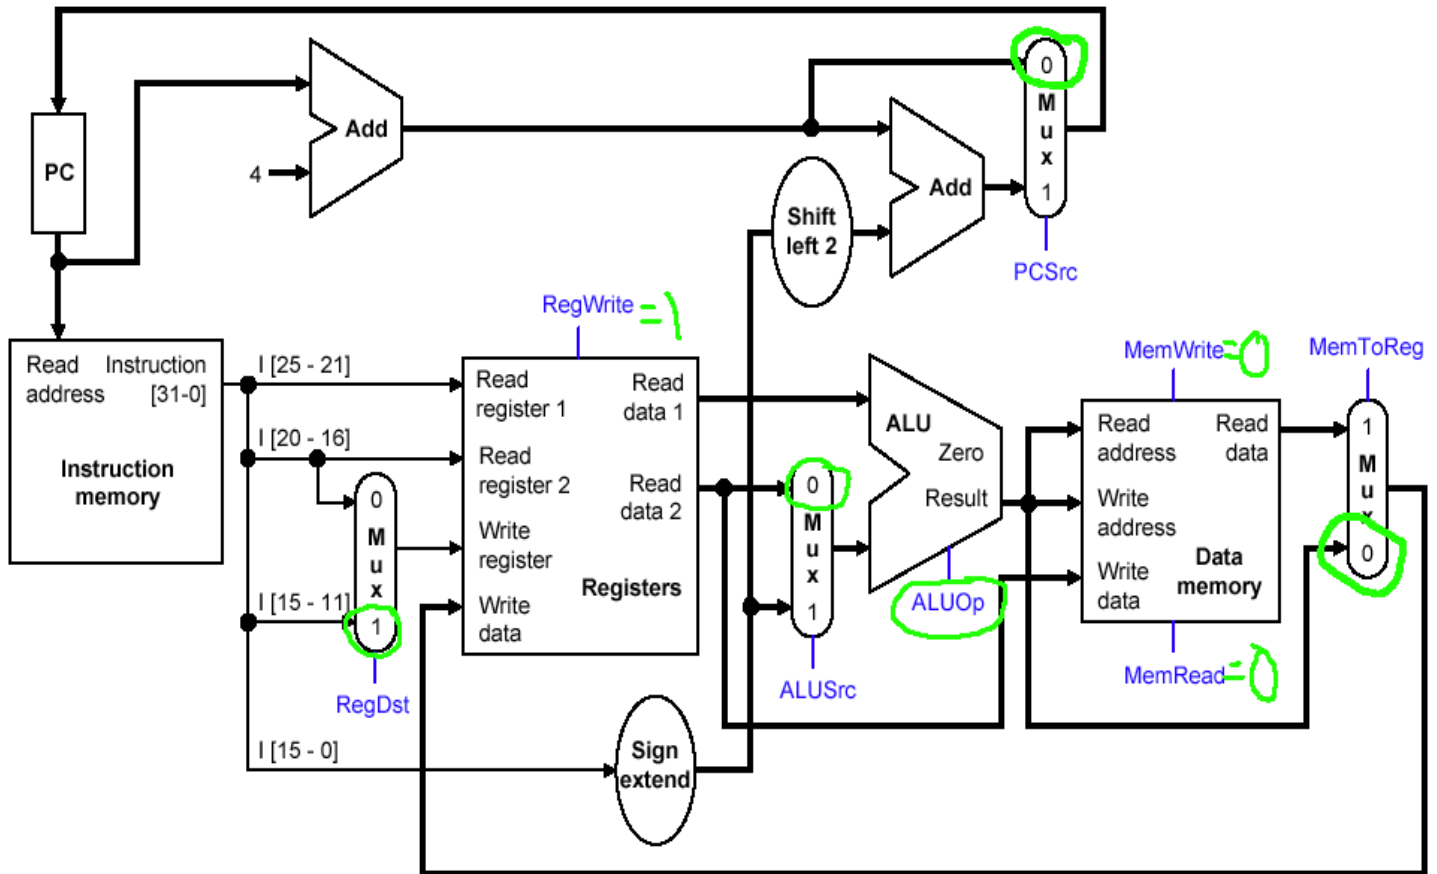 0
M
u
x
1
Add
PC
4
Add
Shift
left 2
PCSrc
RegWrite =1
MemWrite=0
MemToReg
Read address
Instruction [31-0]
Instruction memory
I [25 - 21]
I [20 - 16]
I [15 - 11]
I [15 - 0]
0
M
u
x
1
RegDst
Read register 1
Read register 2
Write register
Write data
Read data 1
Read data 2
Registers
Sign extend
0
M
u
x
1
ALUSrc
ALU
Zero
Result
ALUOp
Read address
Write address
Write data
Read data
Data memory
MemRead=0
1
M
u
x
0